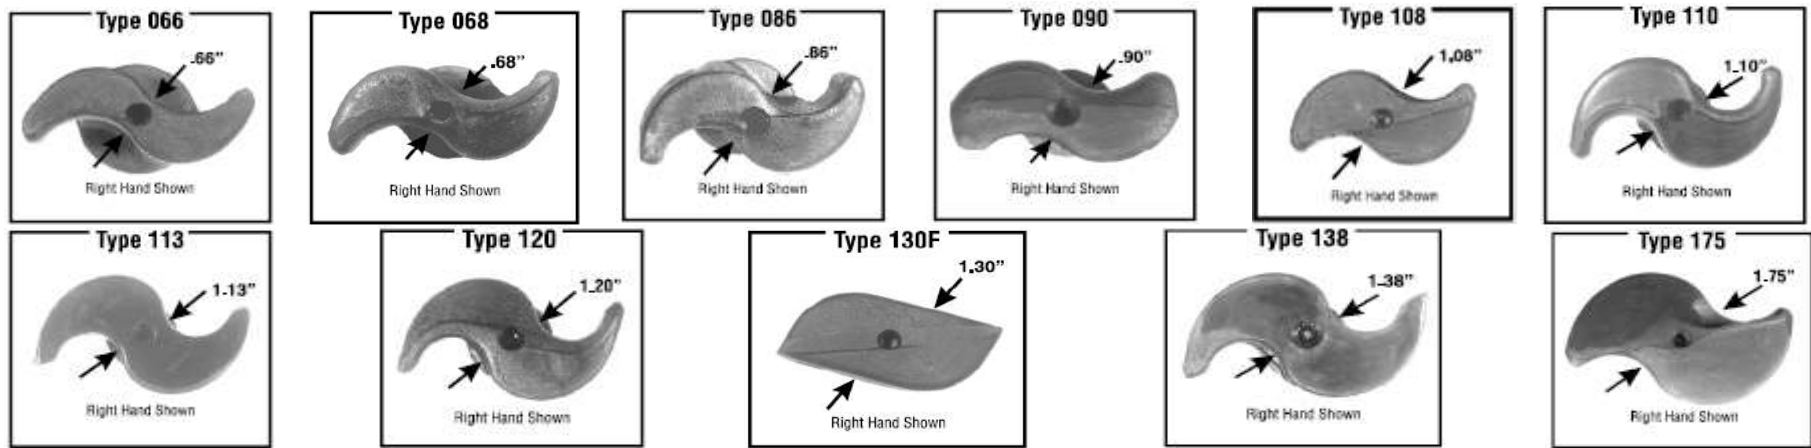 Type 066
.66"
Right Hand Shown
Type 068
.68"
Right Hand Shown
Type 086
.86"
Right Hand Shown
Type 090
.90"
Right Hand Shown
Type 108
1.08"
Right Hand Shown
Type 110
1.10"
Right Hand Shown
Type 113
1.13"
Right Hand Shown
Type 120
1.20"
Right Hand Shown
Type 130F
1.30"
Right Hand Shown
Type 138
1.38"
Right Hand Shown
Type 175
1.75"
Right Hand Shown